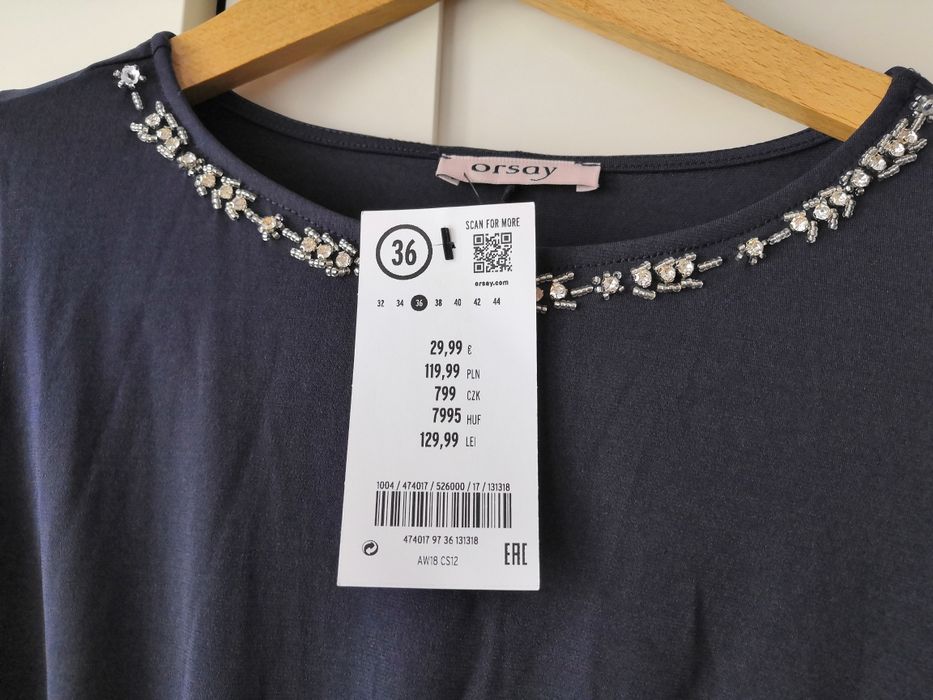 orsay
36
SCAN FOR MORE
orsay.com
32 34 36 38 40 42 44
29,99 €
119,99 PLN
799 CZK
7995 HUF
129,99 LEI
1004 / 474017 / 526000 / 17 / 131318
474017 97 36 131318
AW18 CS12
EAC